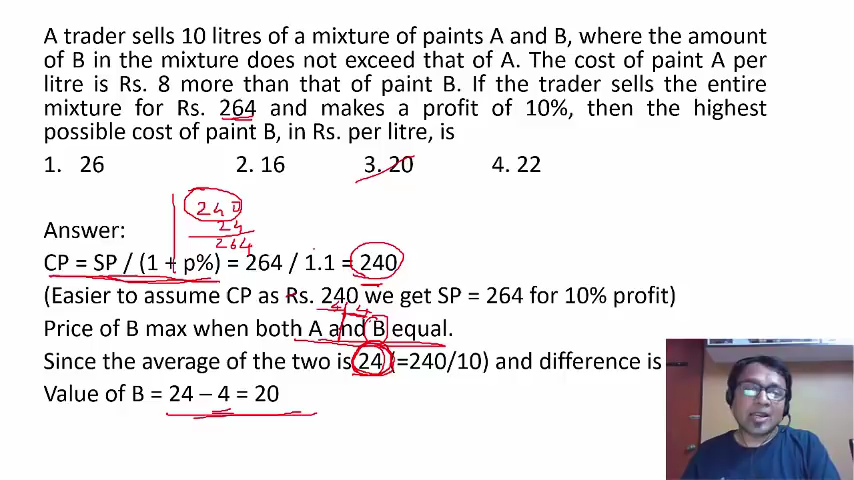 A trader sells 10 litres of a mixture of paints A and B, where the amount
of B in the mixture does not exceed that of A. The cost of paint A per
litre is Rs. 8 more than that of paint B. If the trader sells the entire
mixture for Rs. 264 and makes a profit of 10%, then the highest
possible cost of paint B, in Rs. per litre, is
1. 26 2. 16 3. 20 4. 22
240
24
264
Answer:
CP = SP / (1 + p%) = 264 / 1.1 = 240
(Easier to assume CP as Rs. 240 we get SP = 264 for 10% profit)
4 4
Price of B max when both A and B equal.
Since the average of the two is 24 (=240/10) and difference is
Value of B = 24 – 4 = 20